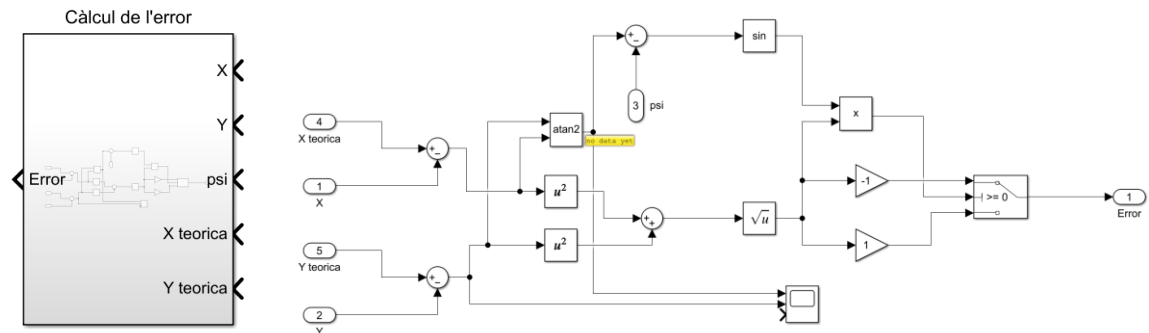 Càlcul de l'error
X
Y
Error
psi
X teorica
Y teorica
sin
3
psi
4
X teorica
atan2
no data yet
x
1
X
u²
-1
>= 0
1
Error
√u
5
Y teorica
u²
1
2
Y